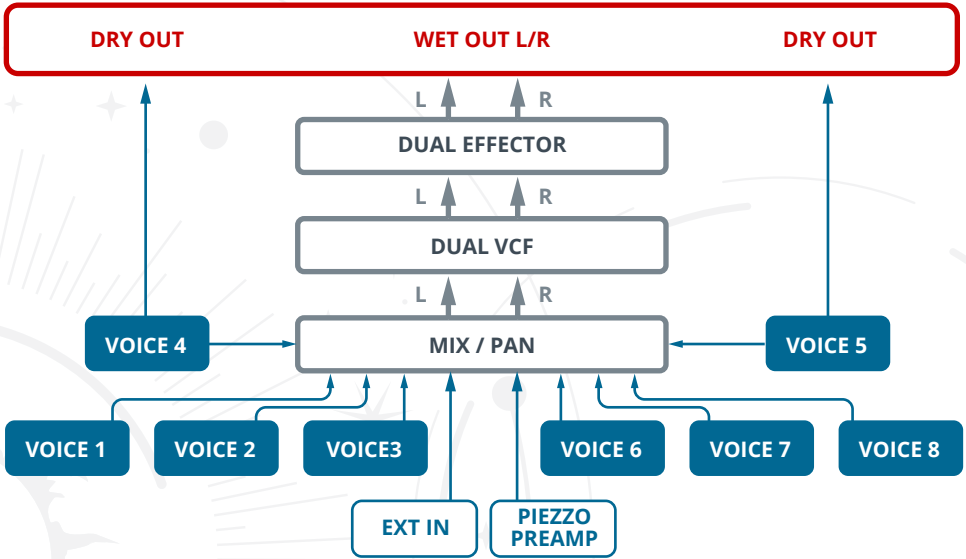 DRY OUT
WET OUT L/R
DRY OUT
L
R
DUAL EFFECTOR
L
R
DUAL VCF
L
R
VOICE 4
MIX / PAN
VOICE 5
VOICE 1
VOICE 2
VOICE3
VOICE 6
VOICE 7
VOICE 8
EXT IN
PIEZZO
PREAMP